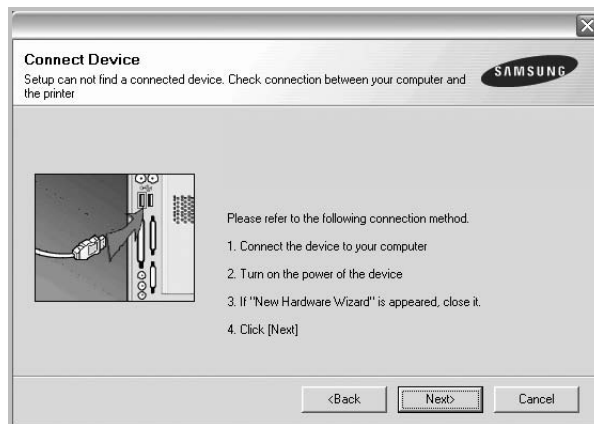 Connect Device
Setup can not find a connected device. Check connection between your computer and
the printer
SAMSUNG
Please refer to the following connection method.
1. Connect the device to your computer
2. Turn on the power of the device
3. If "New Hardware Wizard" is appeared, close it.
4. Click [Next]
<Back
Next>
Cancel